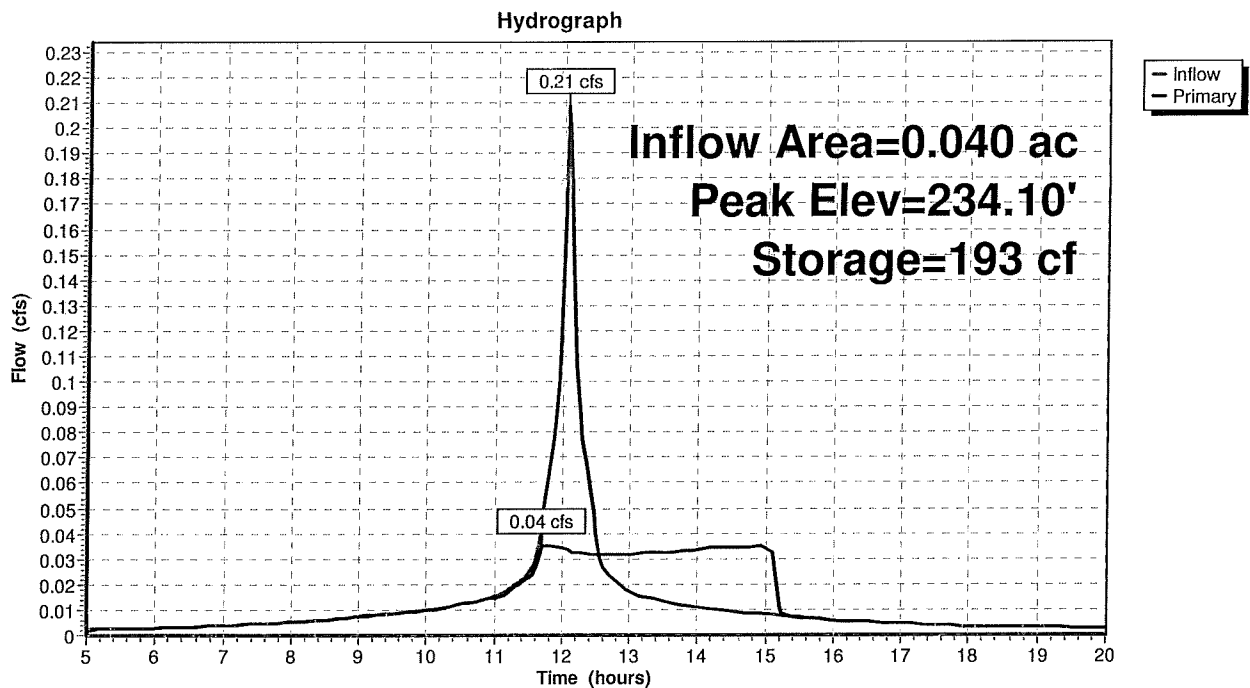 Hydrograph
0.23
0.22
0.21
0.2
0.19
0.18
0.17
0.16
0.15
0.14
0.13
0.12
0.11
0.1
0.09
0.08
0.07
0.06
0.05
0.04
0.03
0.02
0.01
0
Flow (cfs)
0.21 cfs
0.04 cfs
Inflow Area=0.040 ac
Peak Elev=234.10'
Storage=193 cf
Inflow
Primary
5 6 7 8 9 10 11 12 13 14 15 16 17 18 19 20
Time (hours)